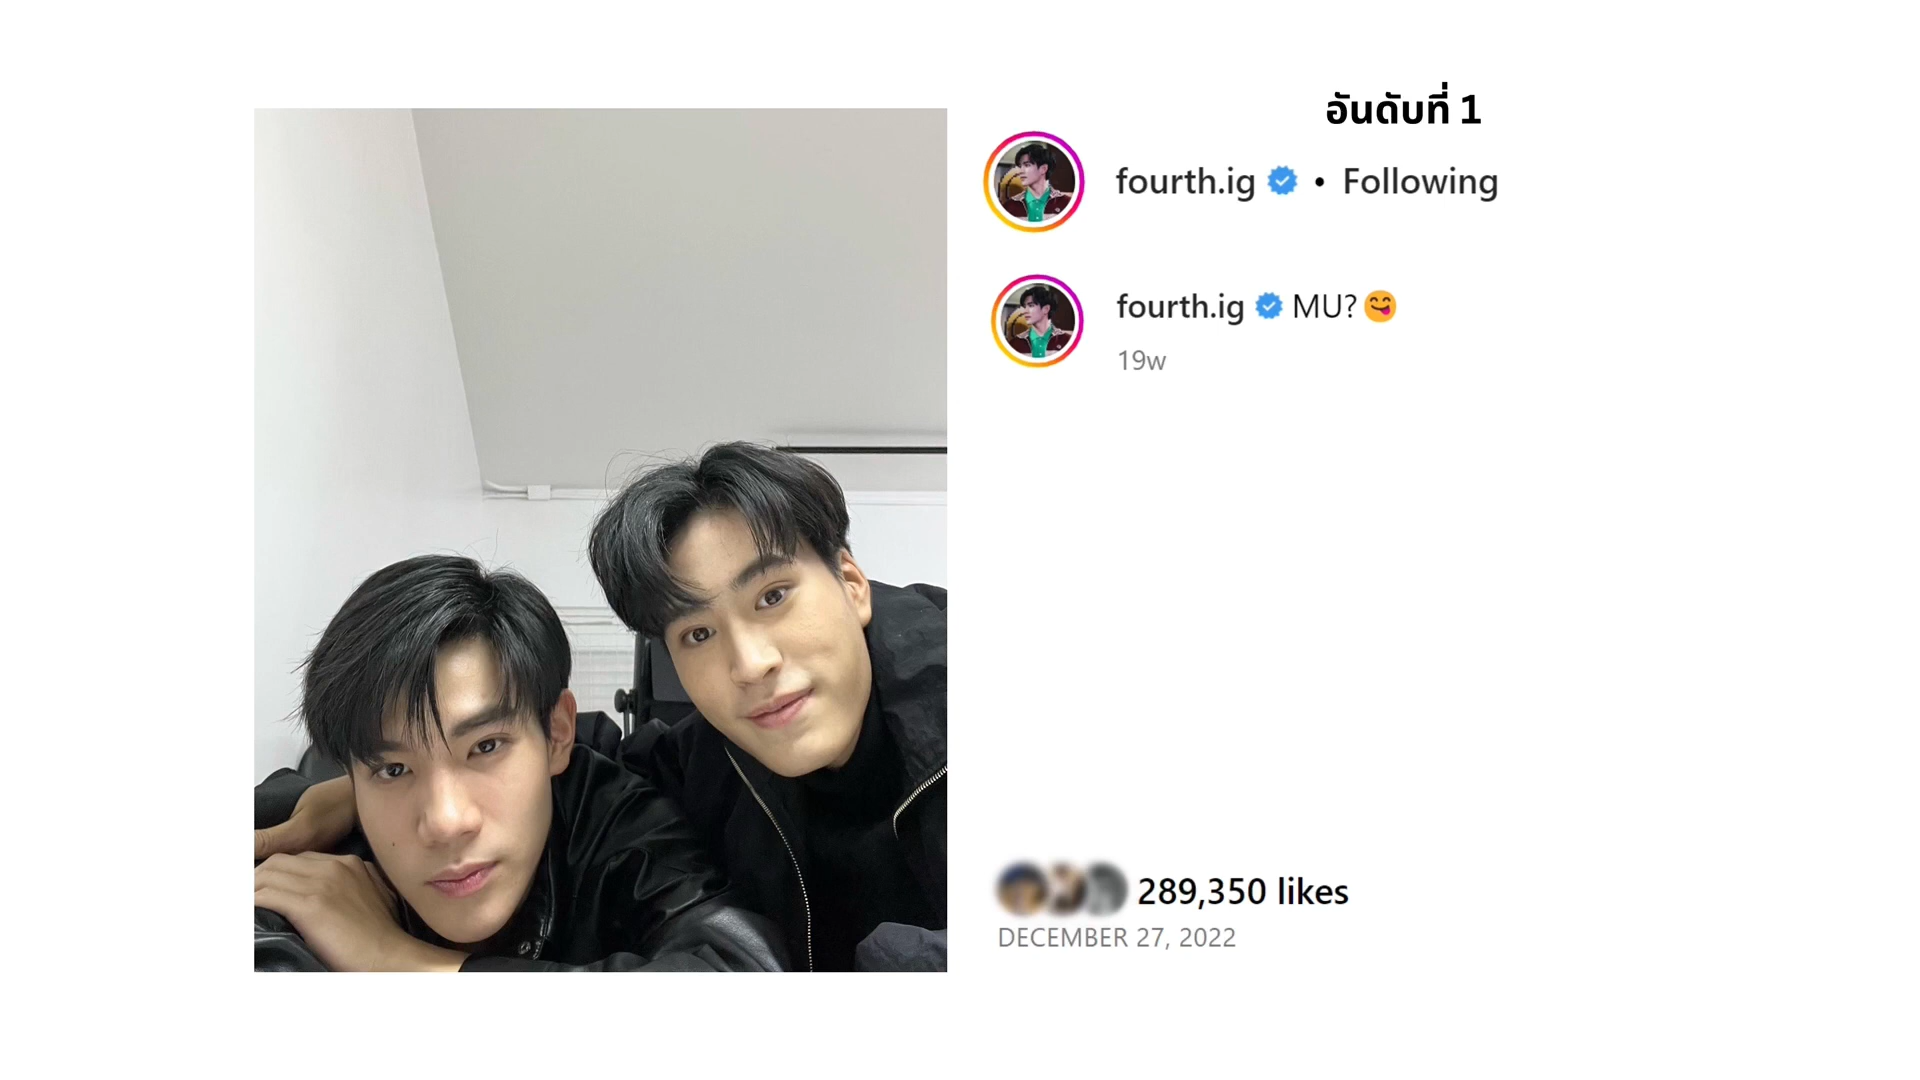 อันดับที่ 1
fourth.ig • Following
fourth.ig MU?😋
19w
289,350 likes
DECEMBER 27, 2022